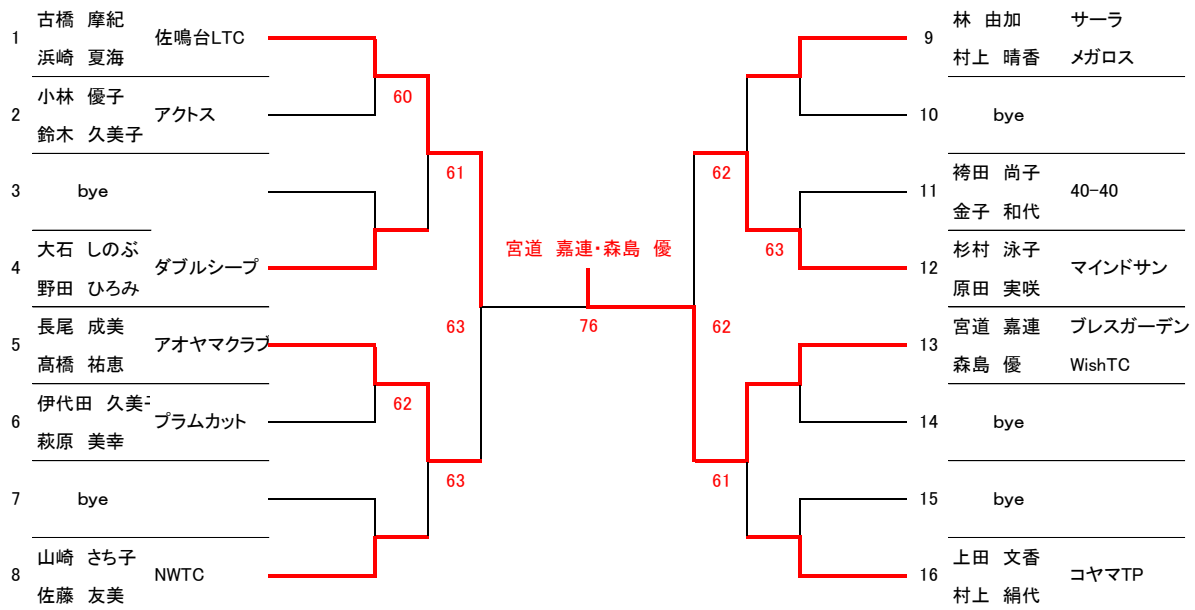 1 古橋 摩紀 佐鳴台LTC
浜崎 夏海
2 小林 優子 アクトス
鈴木 久美子
60
61
3 bye
4 大石 しのぶ ダブルシープ
野田 ひろみ
63
5 長尾 成美 アオヤマクラブ
髙橋 祐恵
6 伊代田 久美 プラムカット
萩原 美幸
62
63
7 bye
8 山崎 さち子 NWTC
佐藤 友美
宮道 嘉連・森島 優
76
9 林 由加 サーラ
村上 晴香 メガロス
10 bye
62
11 袴田 尚子 40-40
金子 和代
63
12 杉村 泳子 マインドサン
原田 実咲
62
13 宮道 嘉連 ブレスガーデン
森島 優 WishTC
14 bye
61
15 bye
16 上田 文香 コヤマTP
村上 絹代